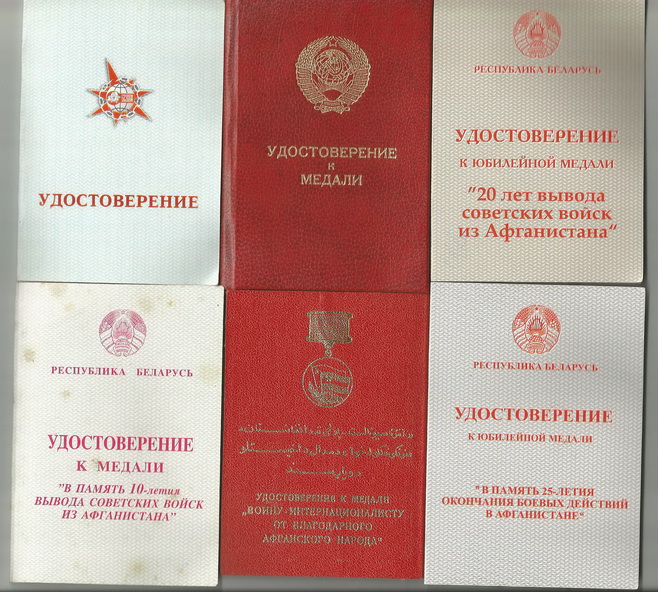 УДОСТОВЕРЕНИЕ
УДОСТОВЕРЕНИЕ
К
МЕДАЛИ
РЕСПУБЛИКА БЕЛАРУСЬ
УДОСТОВЕРЕНИЕ
К ЮБИЛЕЙНОЙ МЕДАЛИ
"20 лет вывода
советских войск
из Афганистана"
РЕСПУБЛИКА БЕЛАРУСЬ
УДОСТОВЕРЕНИЕ
К МЕДАЛИ
"В ПАМЯТЬ 10-летия
ВЫВОДА СОВЕТСКИХ ВОЙСК
ИЗ АФГАНИСТАНА"
УДОСТОВЕРЕНИЯ К МЕДАЛИ
„ВОИНУ-ИНТЕРНАЦИОНАЛИСТУ
ОТ БЛАГОДАРНОГО
АФГАНСКОГО НАРОДА"
РЕСПУБЛИКА БЕЛАРУСЬ
УДОСТОВЕРЕНИЕ
К ЮБИЛЕЙНОЙ МЕДАЛИ
"В ПАМЯТЬ 25-ЛЕТИЯ
ОКОНЧАНИЯ БОЕВЫХ ДЕЙСТВИЙ
В АФГАНИСТАНЕ"